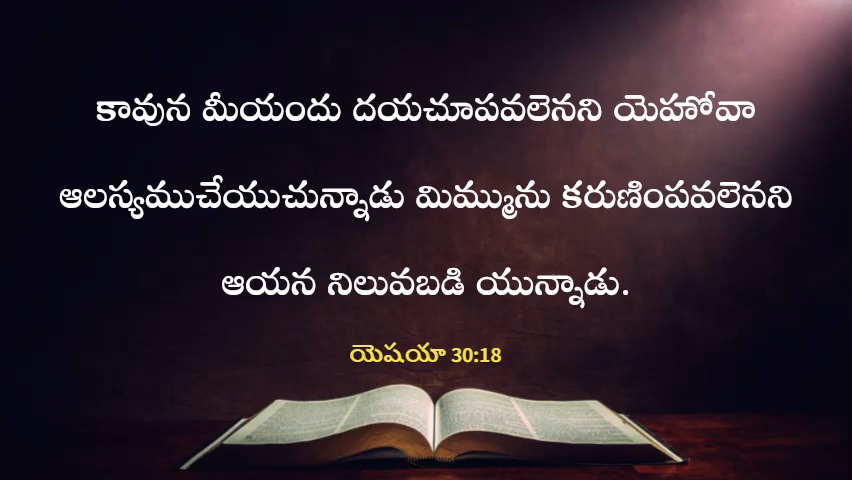 కావున మీయందు దయచూపవలెనని యెహోవా
ఆలస్యముచేయుచున్నాడు మిమ్మును కరుణింపవలెనని
ఆయన నిలువబడి యున్నాడు.
యెషయా 30:18